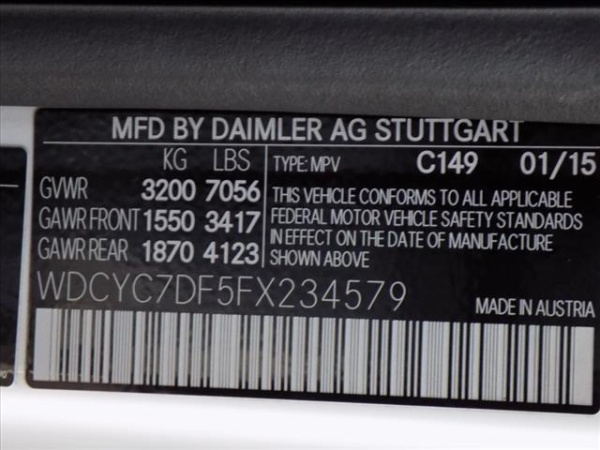 MFD BY DAIMLER AG STUTTGART
KG LBS TYPE: MPV C149 01/15
GVWR 3200 7056 THIS VEHICLE CONFORMS TO ALL APPLICABLE
GAWR FRONT 1550 3417 FEDERAL MOTOR VEHICLE SAFETY STANDARDS
GAWR REAR 1870 4123 IN EFFECT ON THE DATE OF MANUFACTURE
SHOWN ABOVE
WDCYC7DF5FX234579
MADE IN AUSTRIA